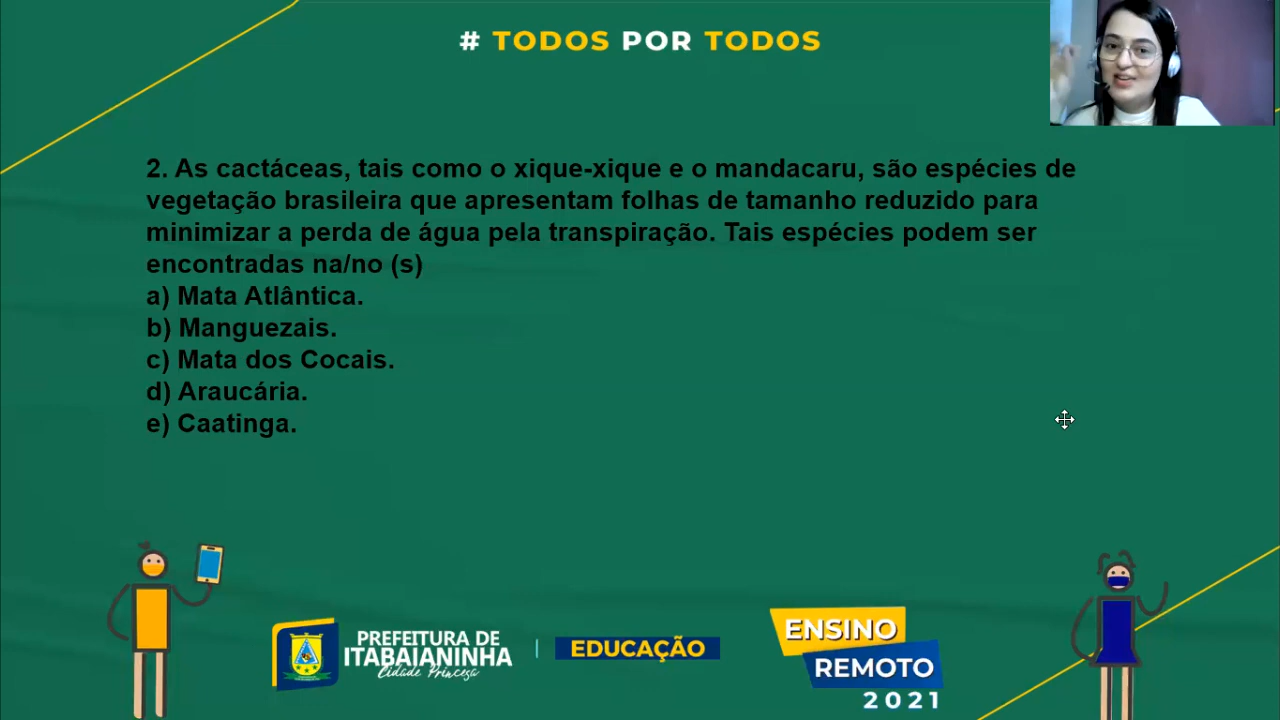 # TODOS POR TODOS
2. As cactáceas, tais como o xique-xique e o mandacaru, são espécies de
vegetação brasileira que apresentam folhas de tamanho reduzido para
minimizar a perda de água pela transpiração. Tais espécies podem ser
encontradas na/no (s)
a) Mata Atlântica.
b) Manguezais.
c) Mata dos Cocais.
d) Araucária.
e) Caatinga.
PREFEITURA DE
ITABAIANINHA
Cidade Princesa
EDUCAÇÃO
ENSINO
REMOTO
2021